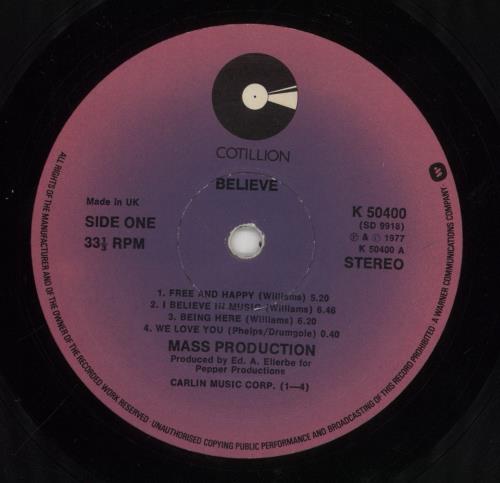 COTILLION
BELIEVE
Made in UK
SIDE ONE
33⅓ RPM
K 50400
(SD 9918)
℗ & © 1977
K 50400 A
STEREO
1. FREE AND HAPPY (Williams) 5.20
2. I BELIEVE IN MUSIC (Williams) 6.46
3. BEING HERE (Williams) 6.20
4. WE LOVE YOU (Phelps/Drumgole) 0.40
MASS PRODUCTION
Produced by Ed. A. Ellerbe for
Pepper Productions
CARLIN MUSIC CORP. (1—4)
ALL RIGHTS OF THE MANUFACTURER AND OF THE OWNER OF THE RECORDED WORK RESERVED · UNAUTHORISED COPYING PUBLIC PERFORMANCE AND BROADCASTING OF THIS RECORD PROHIBITED · A WARNER COMMUNICATIONS COMPANY ·